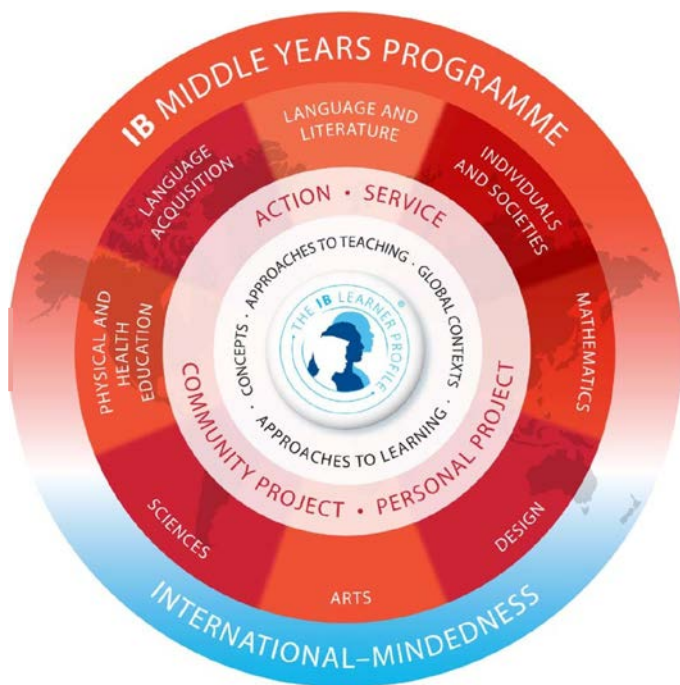 IB MIDDLE YEARS PROGRAMME
LANGUAGE AND
LITERATURE
INDIVIDUALS
AND SOCIETIES
MATHEMATICS
DESIGN
ARTS
SCIENCES
PHYSICAL AND
HEALTH
EDUCATION
LANGUAGE
ACQUISITION
ACTION • SERVICE
PERSONAL PROJECT
COMMUNITY PROJECT •
APPROACHES TO TEACHING ·
GLOBAL CONTEXTS ·
APPROACHES TO LEARNING ·
CONCEPTS ·
THE IB LEARNER PROFILE ®
INTERNATIONAL–MINDEDNESS